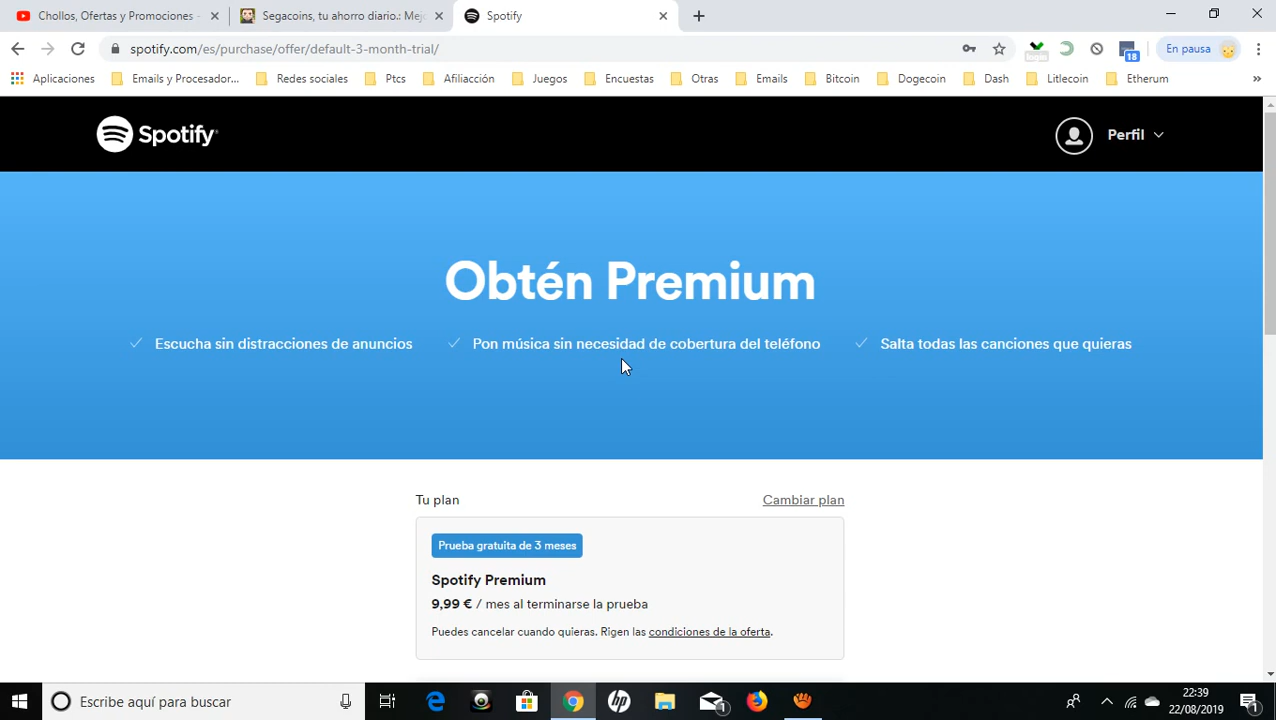 Chollos, Ofertas y Promociones -
Segacoins, tu ahorro diario.: Mejo
Spotify
spotify.com/es/purchase/offer/default-3-month-trial/
18
En pausa
Aplicaciones
Emails y Procesador...
Redes sociales
Ptcs
Afiliacción
Juegos
Encuestas
Otras
Emails
Bitcoin
Dogecoin
Dash
Litlecoin
Etherum
»
Spotify
Perfil
Obtén Premium
Escucha sin distracciones de anuncios
Pon música sin necesidad de cobertura del teléfono
Salta todas las canciones que quieras
Tu plan
Cambiar plan
Prueba gratuita de 3 meses
Spotify Premium
9,99 € / mes al terminarse la prueba
Puedes cancelar cuando quieras. Rigen las condiciones de la oferta.
Escribe aquí para buscar
hp
1
22:39
22/08/2019
1